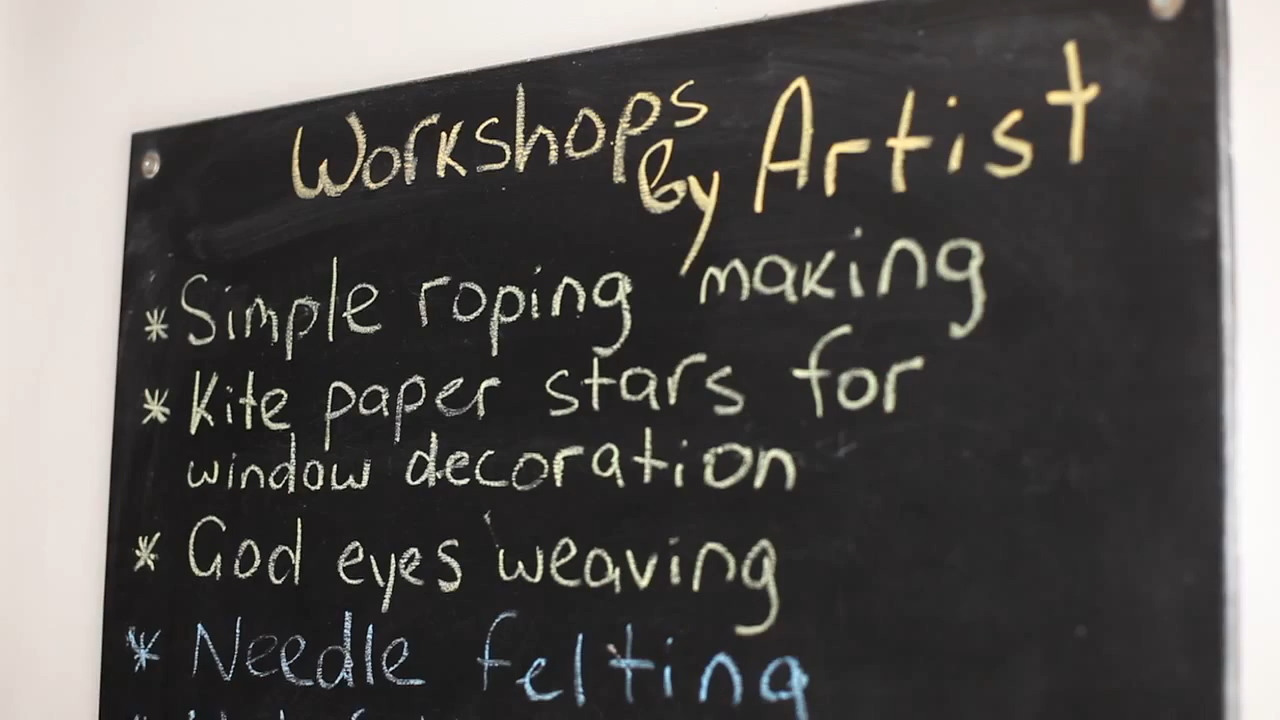 Workshops by Artist
* Simple roping making
* Kite paper stars for
window decoration
* God eyes weaving
* Needle felting